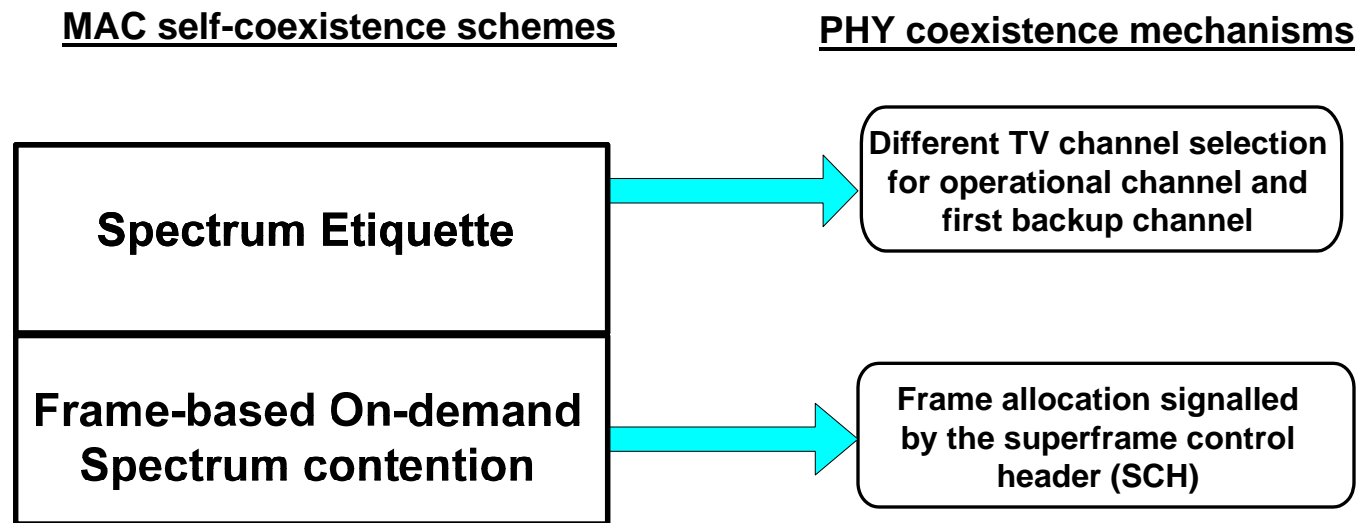 MAC self-coexistence schemes
PHY coexistence mechanisms
Spectrum Etiquette
Different TV channel selection
for operational channel and
first backup channel
Frame-based On-demand
Spectrum contention
Frame allocation signalled
by the superframe control
header (SCH)